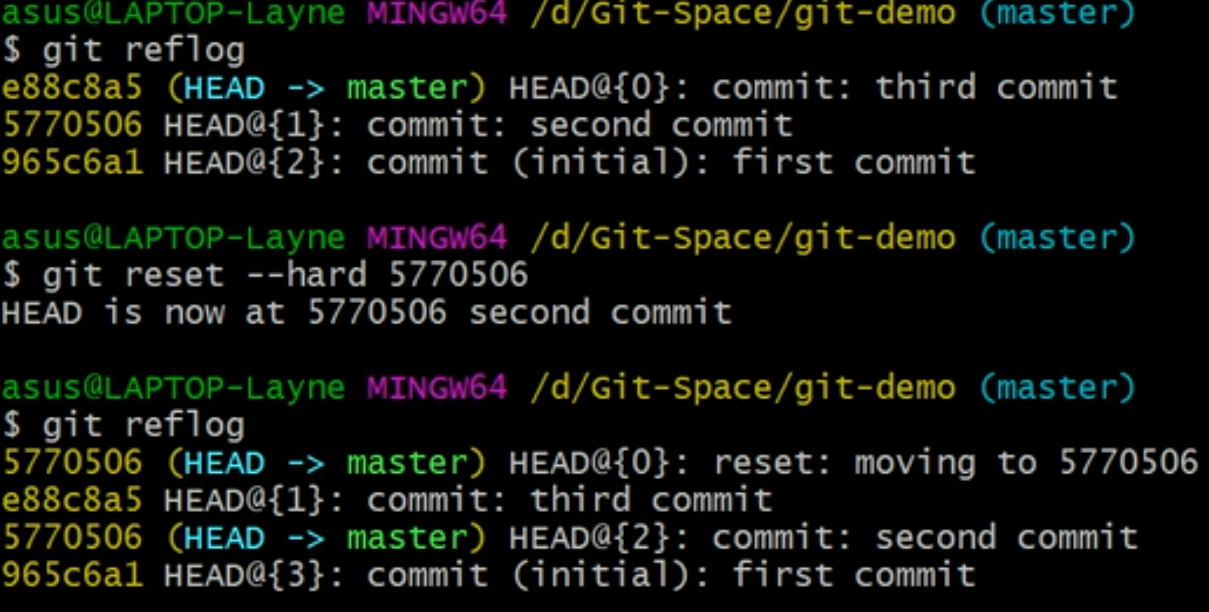 asus@LAPTOP-Layne MINGW64 /d/Git-Space/git-demo (master)
$ git reflog
e88c8a5 (HEAD -> master) HEAD@{0}: commit: third commit
5770506 HEAD@{1}: commit: second commit
965c6a1 HEAD@{2}: commit (initial): first commit
asus@LAPTOP-Layne MINGW64 /d/Git-Space/git-demo (master)
$ git reset --hard 5770506
HEAD is now at 5770506 second commit
asus@LAPTOP-Layne MINGW64 /d/Git-Space/git-demo (master)
$ git reflog
5770506 (HEAD -> master) HEAD@{0}: reset: moving to 5770506
e88c8a5 HEAD@{1}: commit: third commit
5770506 (HEAD -> master) HEAD@{2}: commit: second commit
965c6a1 HEAD@{3}: commit (initial): first commit